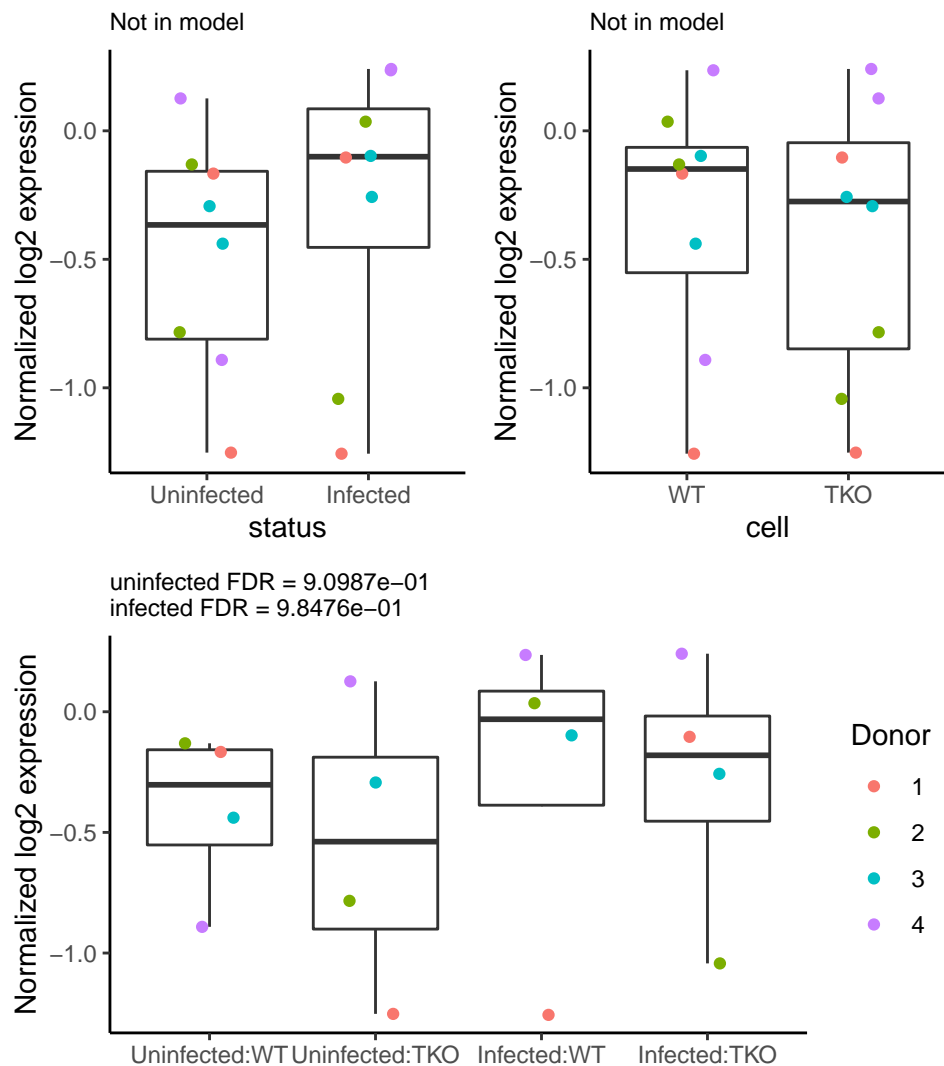 Not in model
Normalized log2 expression
0.0
−0.5
−1.0
Uninfected
Infected
status
Not in model
Normalized log2 expression
0.0
−0.5
−1.0
WT
TKO
cell
uninfected FDR = 9.0987e−01
infected FDR = 9.8476e−01
Normalized log2 expression
0.0
−0.5
−1.0
Uninfected:WT
Uninfected:TKO
Infected:WT
Infected:TKO
Donor
1
2
3
4